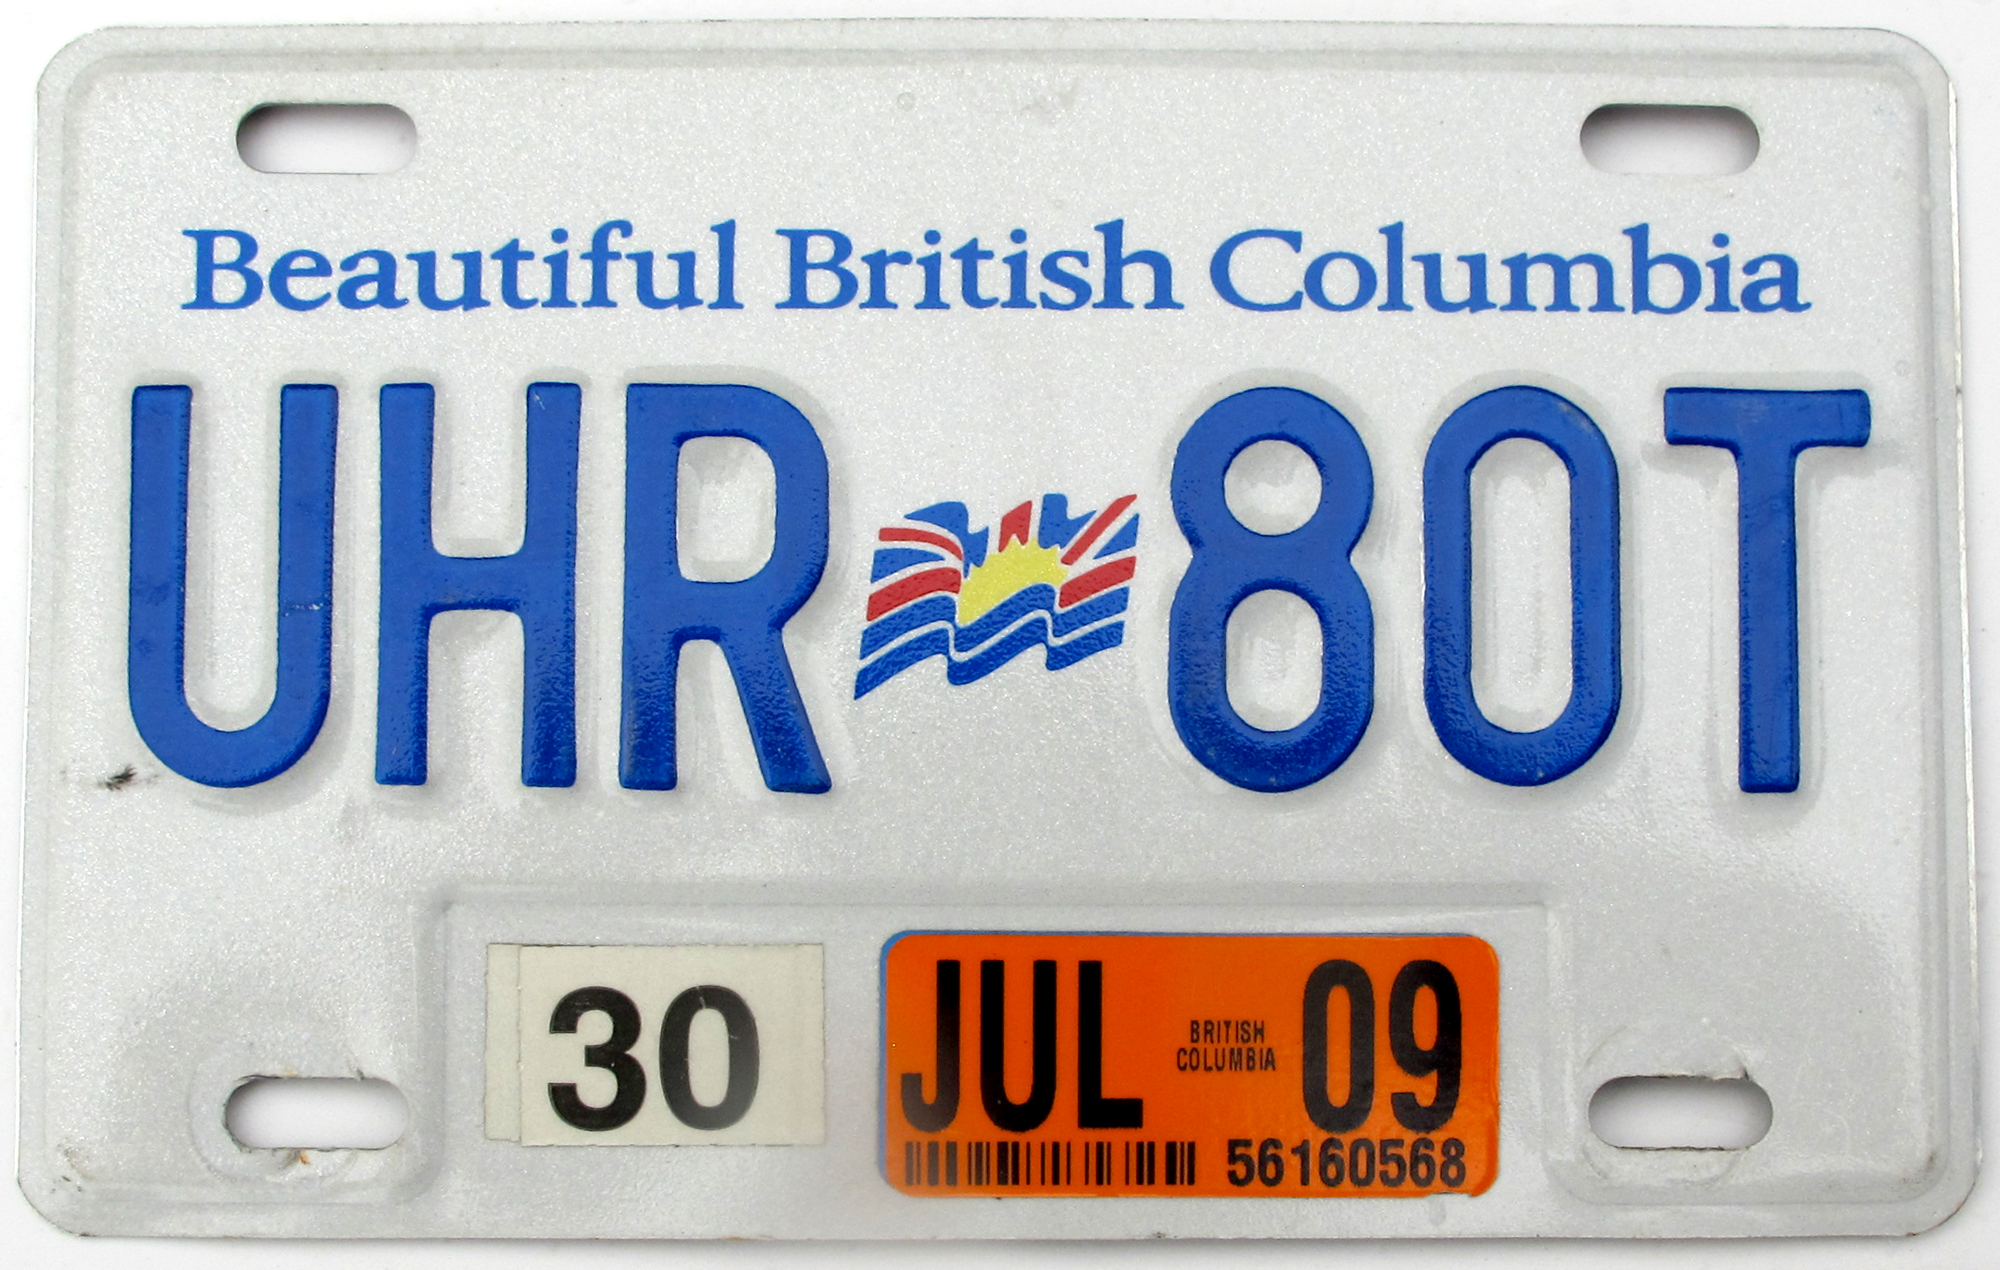 Beautiful British Columbia
UHR 80T
30
JUL BRITISH COLUMBIA 09
56160568